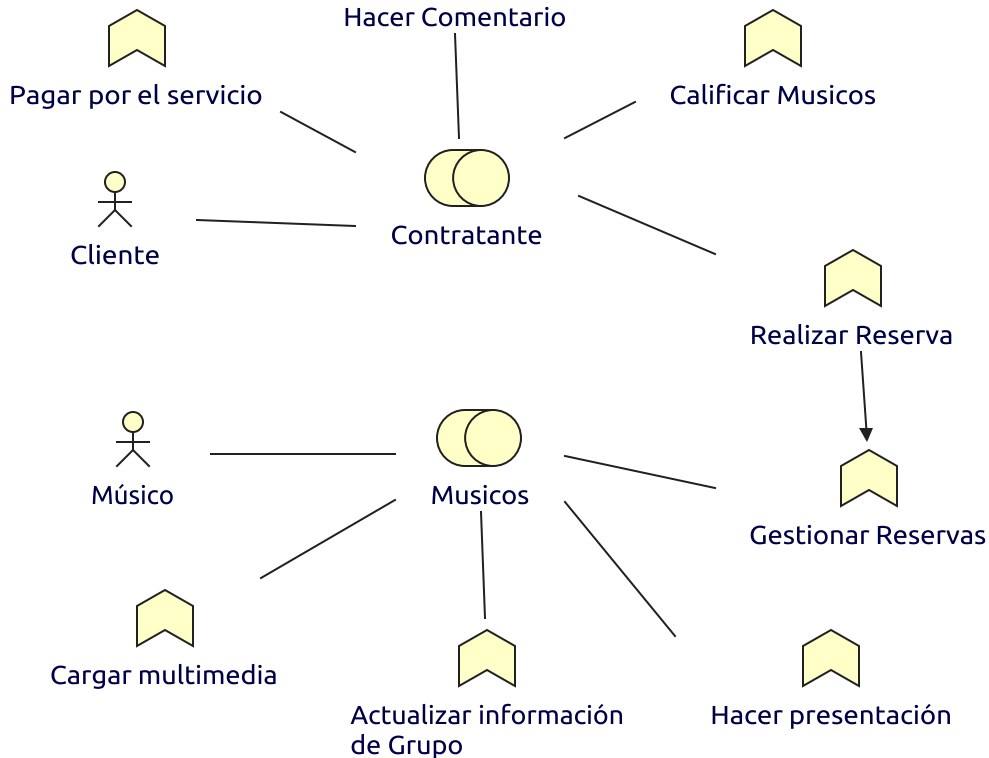 Hacer Comentario
Pagar por el servicio
Calificar Musicos
Cliente
Contratante
Realizar Reserva
Músico
Musicos
Gestionar Reservas
Cargar multimedia
Actualizar información
de Grupo
Hacer presentación